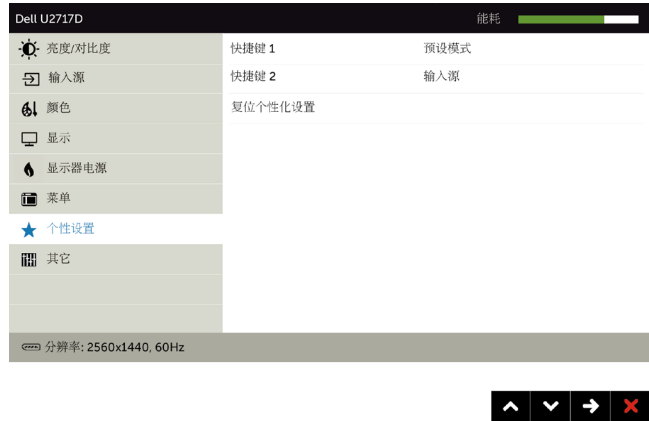 Dell U2717D
能耗
亮度/对比度
快捷键 1 预设模式
输入源
快捷键 2 输入源
颜色
复位个性化设置
显示
显示器电源
菜单
个性设置
其它
分辨率: 2560x1440, 60Hz